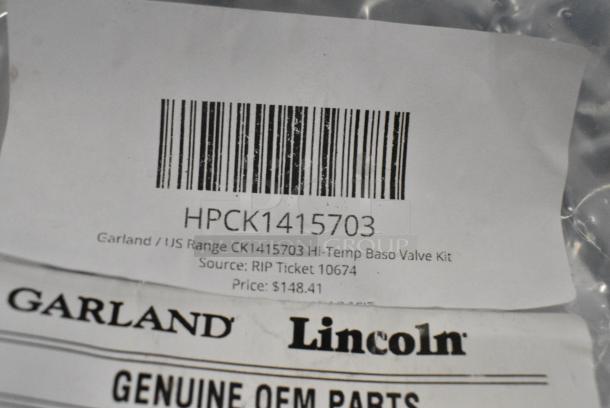 HPCK1415703
Garland / US Range CK1415703 Hi-Temp Baso Valve Kit
Source: RIP Ticket 10674
Price: $148.41
GARLAND Lincoln
GENUINE OEM PARTS